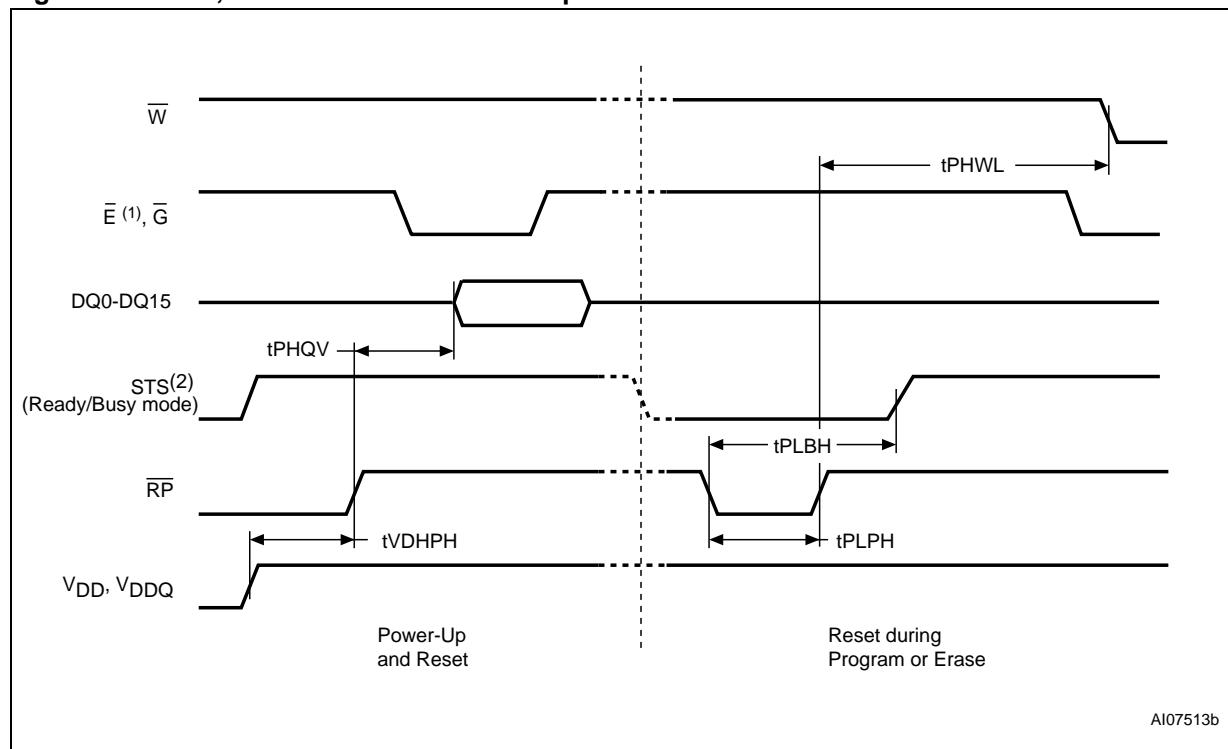 W
tPHWL
E (1), G
DQ0-DQ15
tPHQV
STS(2)
(Ready/Busy mode)
tPLBH
RP
tVDHPH
tPLPH
VDD, VDDQ
Power-Up
and Reset
Reset during
Program or Erase
AI07513b